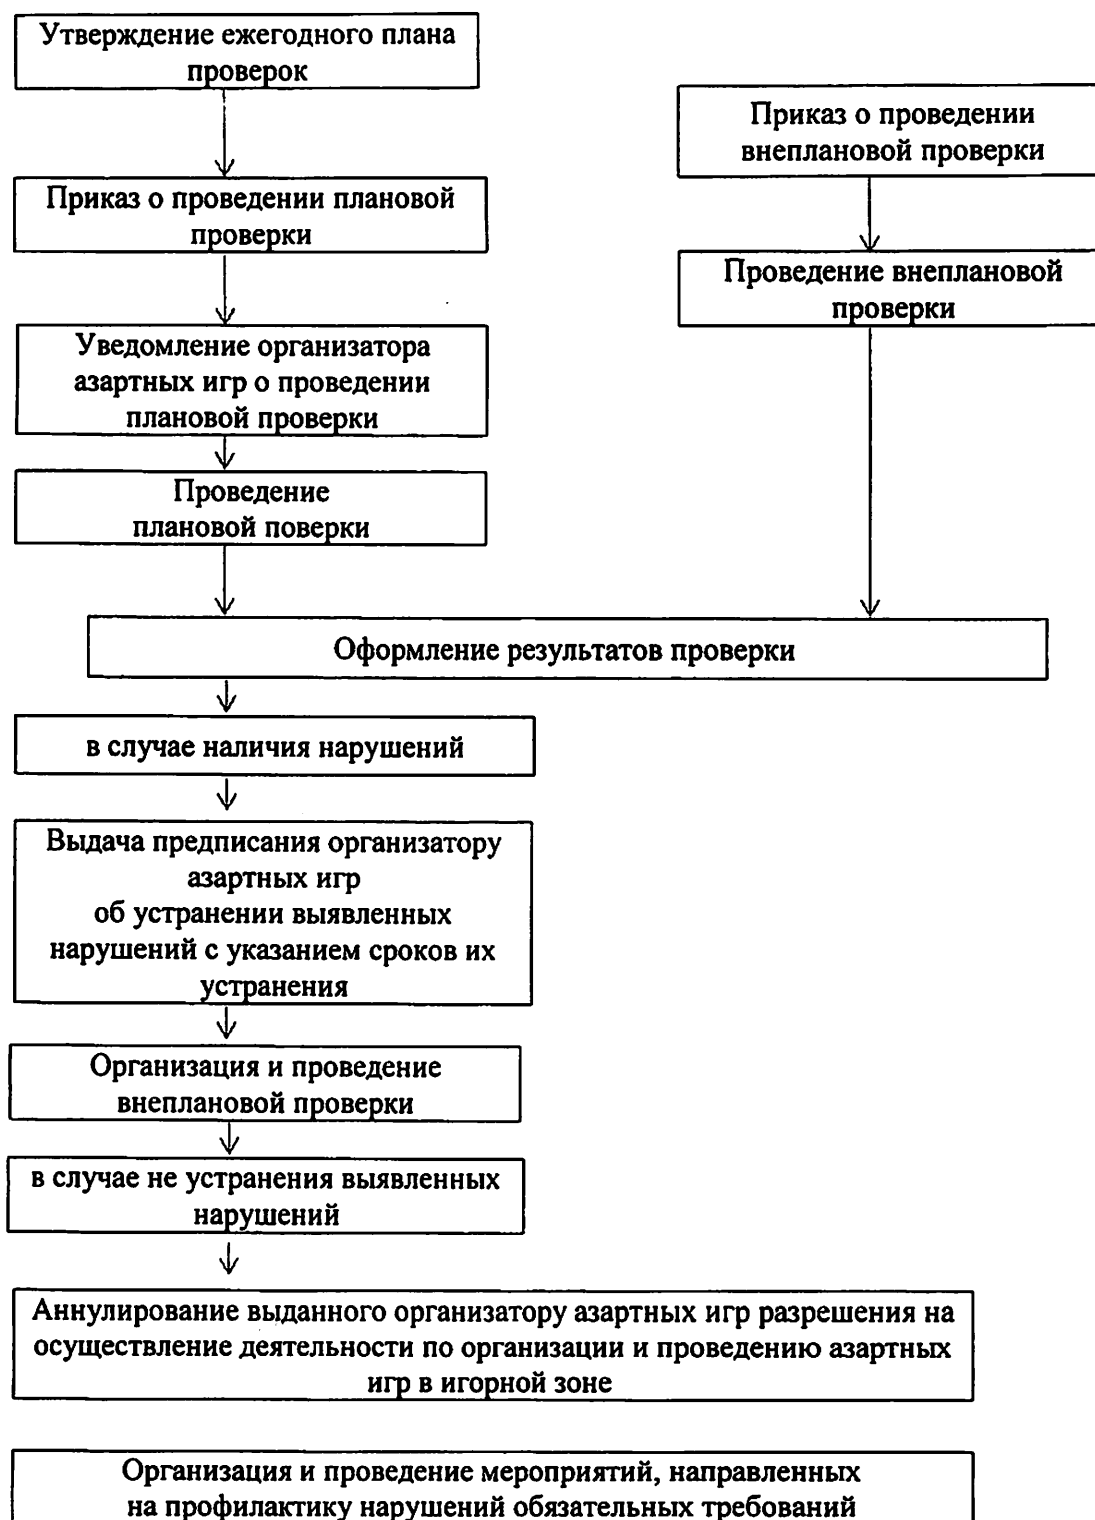 Утверждение ежегодного плана
проверок
Приказ о проведении
внеплановой проверки
Приказ о проведении плановой
проверки
Проведение внеплановой
проверки
Уведомление организатора
азартных игр о проведении
плановой проверки
Проведение
плановой поверки
Оформление результатов проверки
в случае наличия нарушений
Выдача предписания организатору
азартных игр
об устранении выявленных
нарушений с указанием сроков их
устранения
Организация и проведение
внеплановой проверки
в случае не устранения выявленных
нарушений
Аннулирование выданного организатору азартных игр разрешения на
осуществление деятельности по организации и проведению азартных
игр в игорной зоне
Организация и проведение мероприятий, направленных
на профилактику нарушений обязательных требований